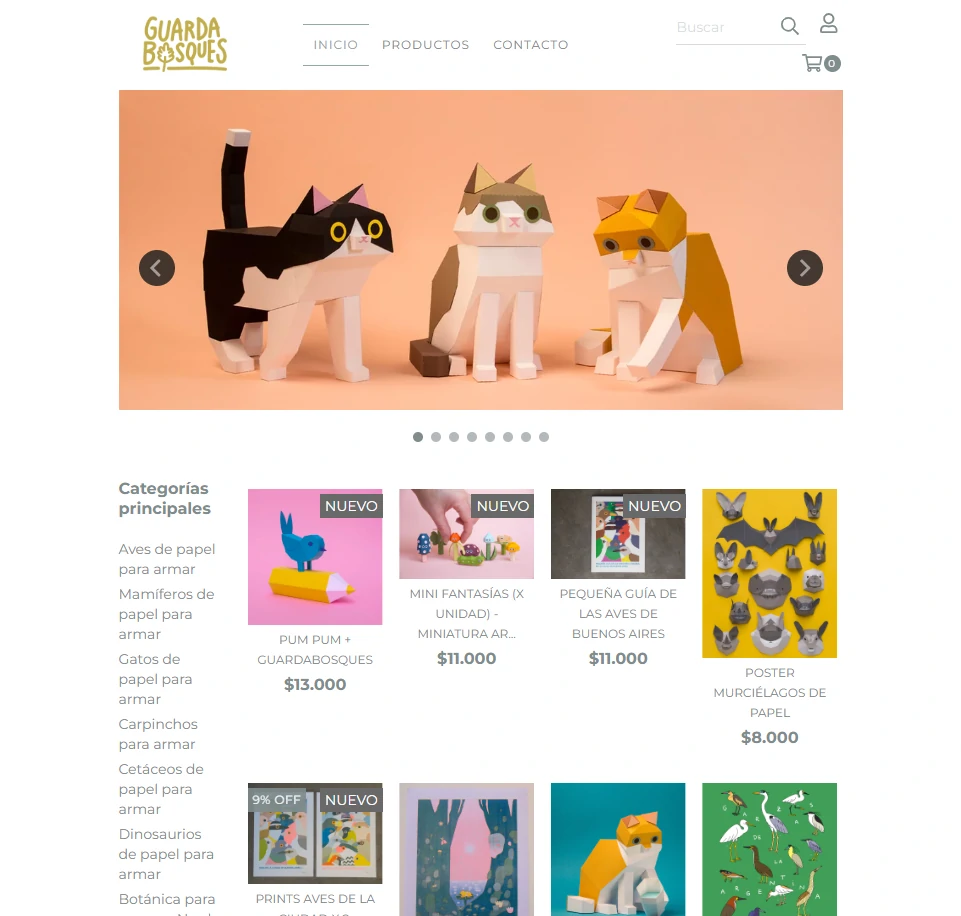 GUARDA
BOSQUES
INICIO
PRODUCTOS
CONTACTO
Buscar
0
Categorías
principales
Aves de papel
para armar
Mamíferos de
papel para
armar
Gatos de
papel para
armar
Carpinchos
para armar
Cetáceos de
papel para
armar
Dinosaurios
de papel para
armar
Botánica para
NUEVO
PUM PUM +
GUARDABOSQUES
$13.000
NUEVO
MINI FANTASÍAS (X
UNIDAD) -
MINIATURA AR...
$11.000
NUEVO
PEQUEÑA GUÍA DE
LAS AVES DE
BUENOS AIRES
$11.000
POSTER
MURCIÉLAGOS DE
PAPEL
$8.000
9% OFF
NUEVO
PRINTS AVES DE LA
GARZAS
DE
LA
ARGENTINA